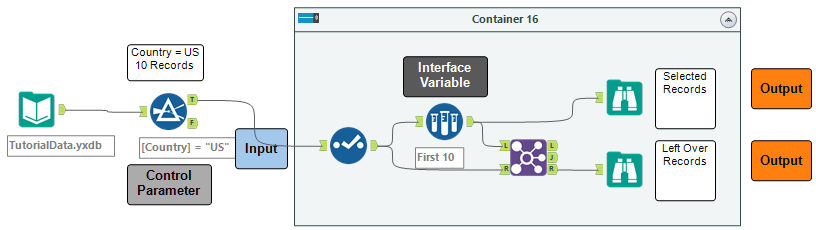 Container 16
Country = US
10 Records
TutorialData.yxdb
T
F
[Country] = "US"
Control
Parameter
Input
Interface
Variable
First 10
L
R
L
J
R
Selected
Records
Left Over
Records
Output
Output